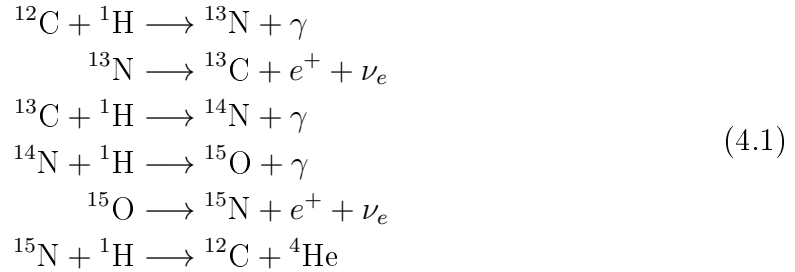 ¹²C + ¹H ⟶ ¹³N + γ
¹³N ⟶ ¹³C + e⁺ + νₑ
¹³C + ¹H ⟶ ¹⁴N + γ
¹⁴N + ¹H ⟶ ¹⁵O + γ
(4.1)
¹⁵O ⟶ ¹⁵N + e⁺ + νₑ
¹⁵N + ¹H ⟶ ¹²C + ⁴He